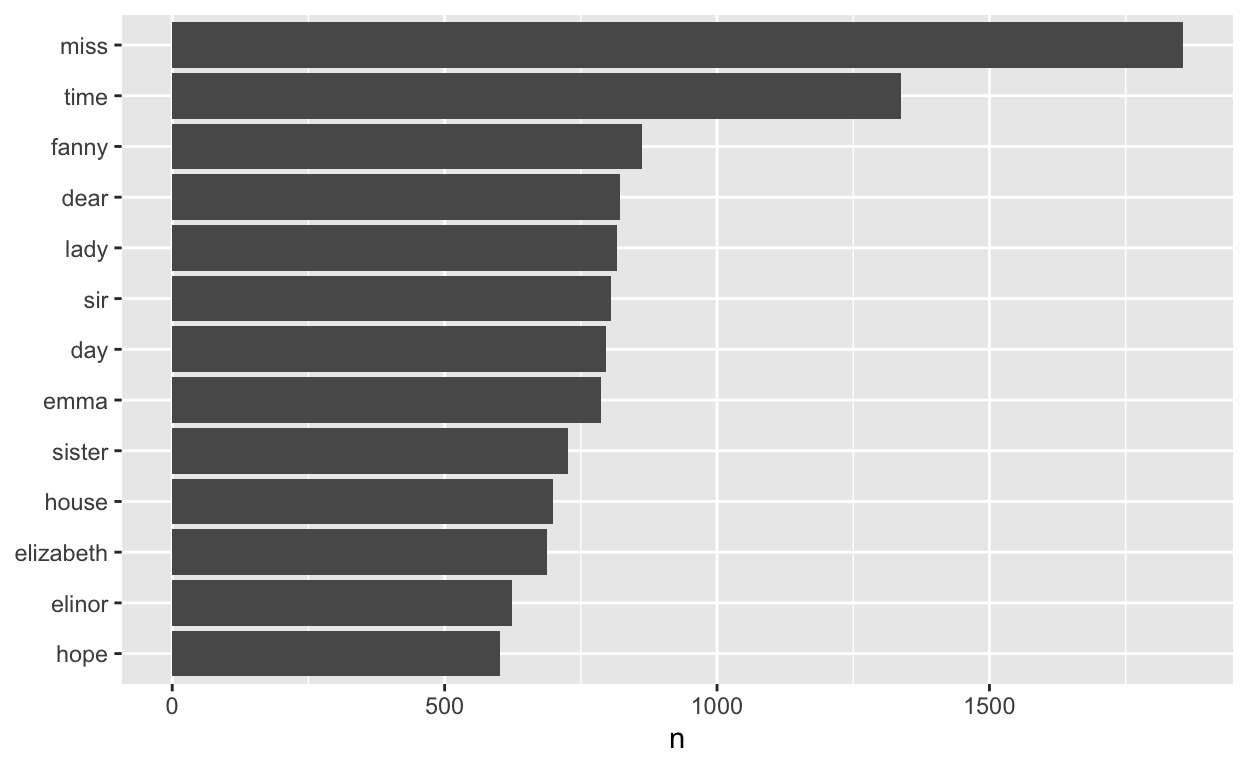 miss
time
fanny
dear
lady
sir
day
emma
sister
house
elizabeth
elinor
hope
0 500 1000 1500
n